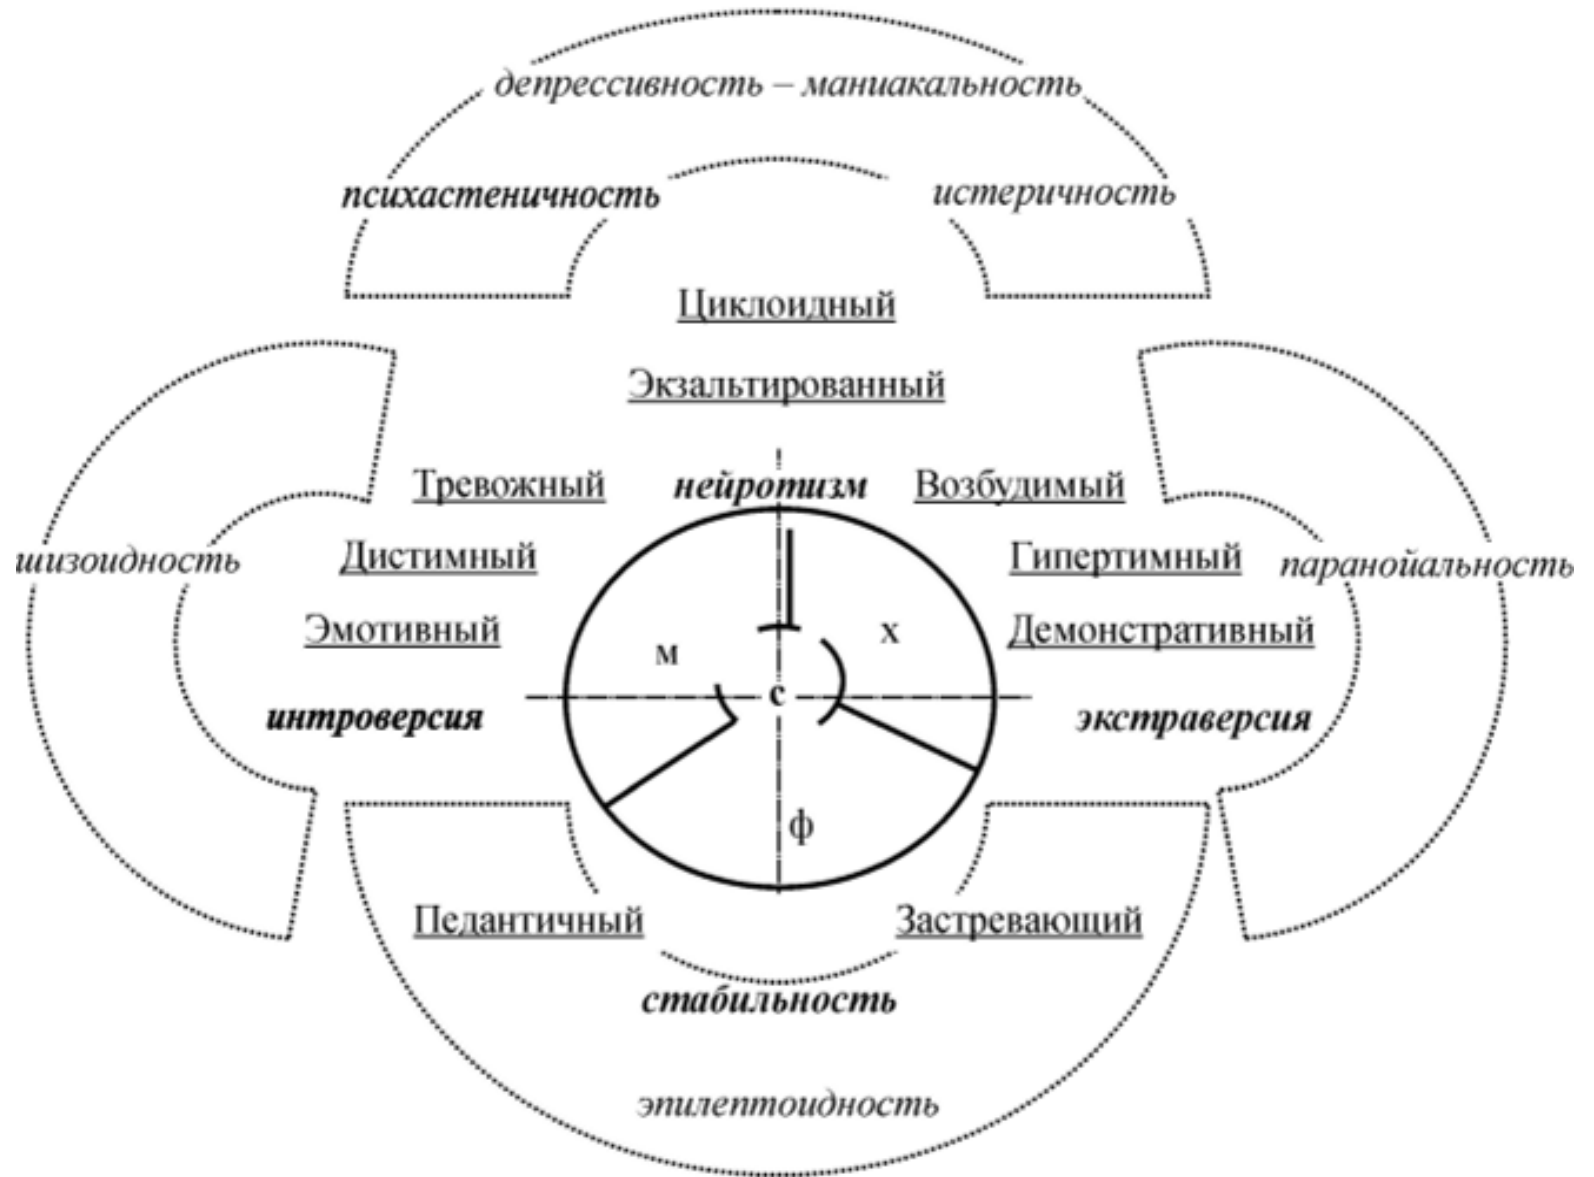 депрессивность – маниакальность
психастеничность истеричность
Циклоидный
Экзальтированный
Тревожный нейротизм Возбудимый
шизоидность Дистимный Гипертимный паранойальность
Эмотивный м х Демонстративный
с
интроверсия экстраверсия
ф
Педантичный Застревающий
стабильность
эпилептоидность